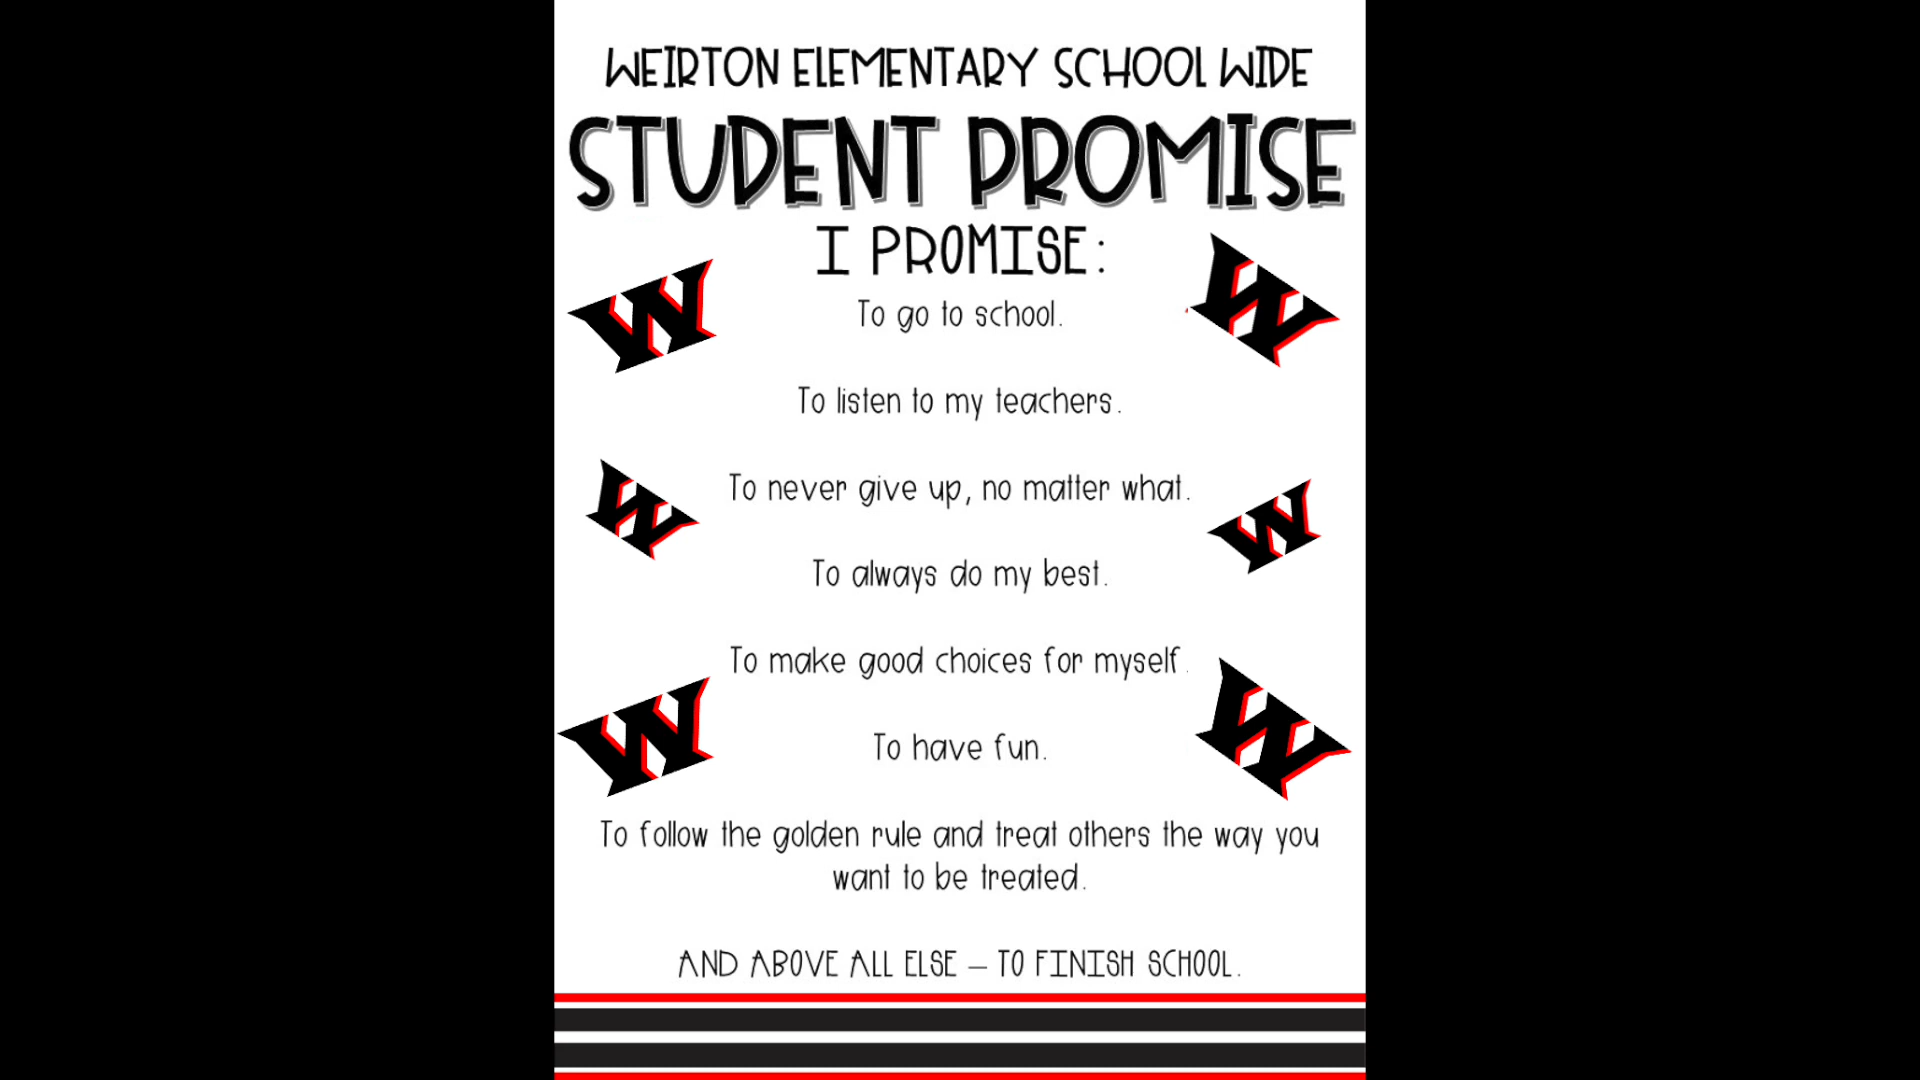 WEIRTON ELEMENTARY SCHOOL WIDE
STUDENT PROMISE
I PROMISE:
W W
To go to school.
To listen to my teachers.
To never give up, no matter what.
W W
To always do my best.
To make good choices for myself.
W W
To have fun.
To follow the golden rule and treat others the way you
want to be treated.
AND ABOVE ALL ELSE – TO FINISH SCHOOL.